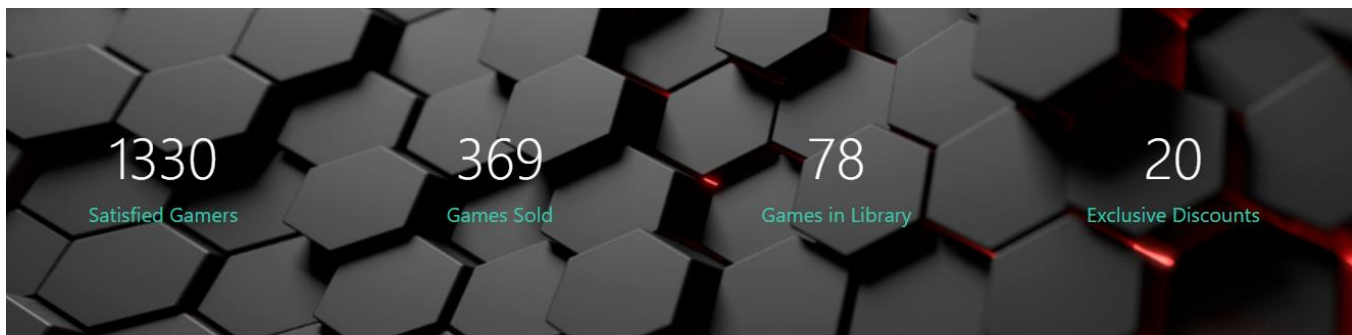 1330
369
78
20
Satisfied Gamers
Games Sold
Games in Library
Exclusive Discounts